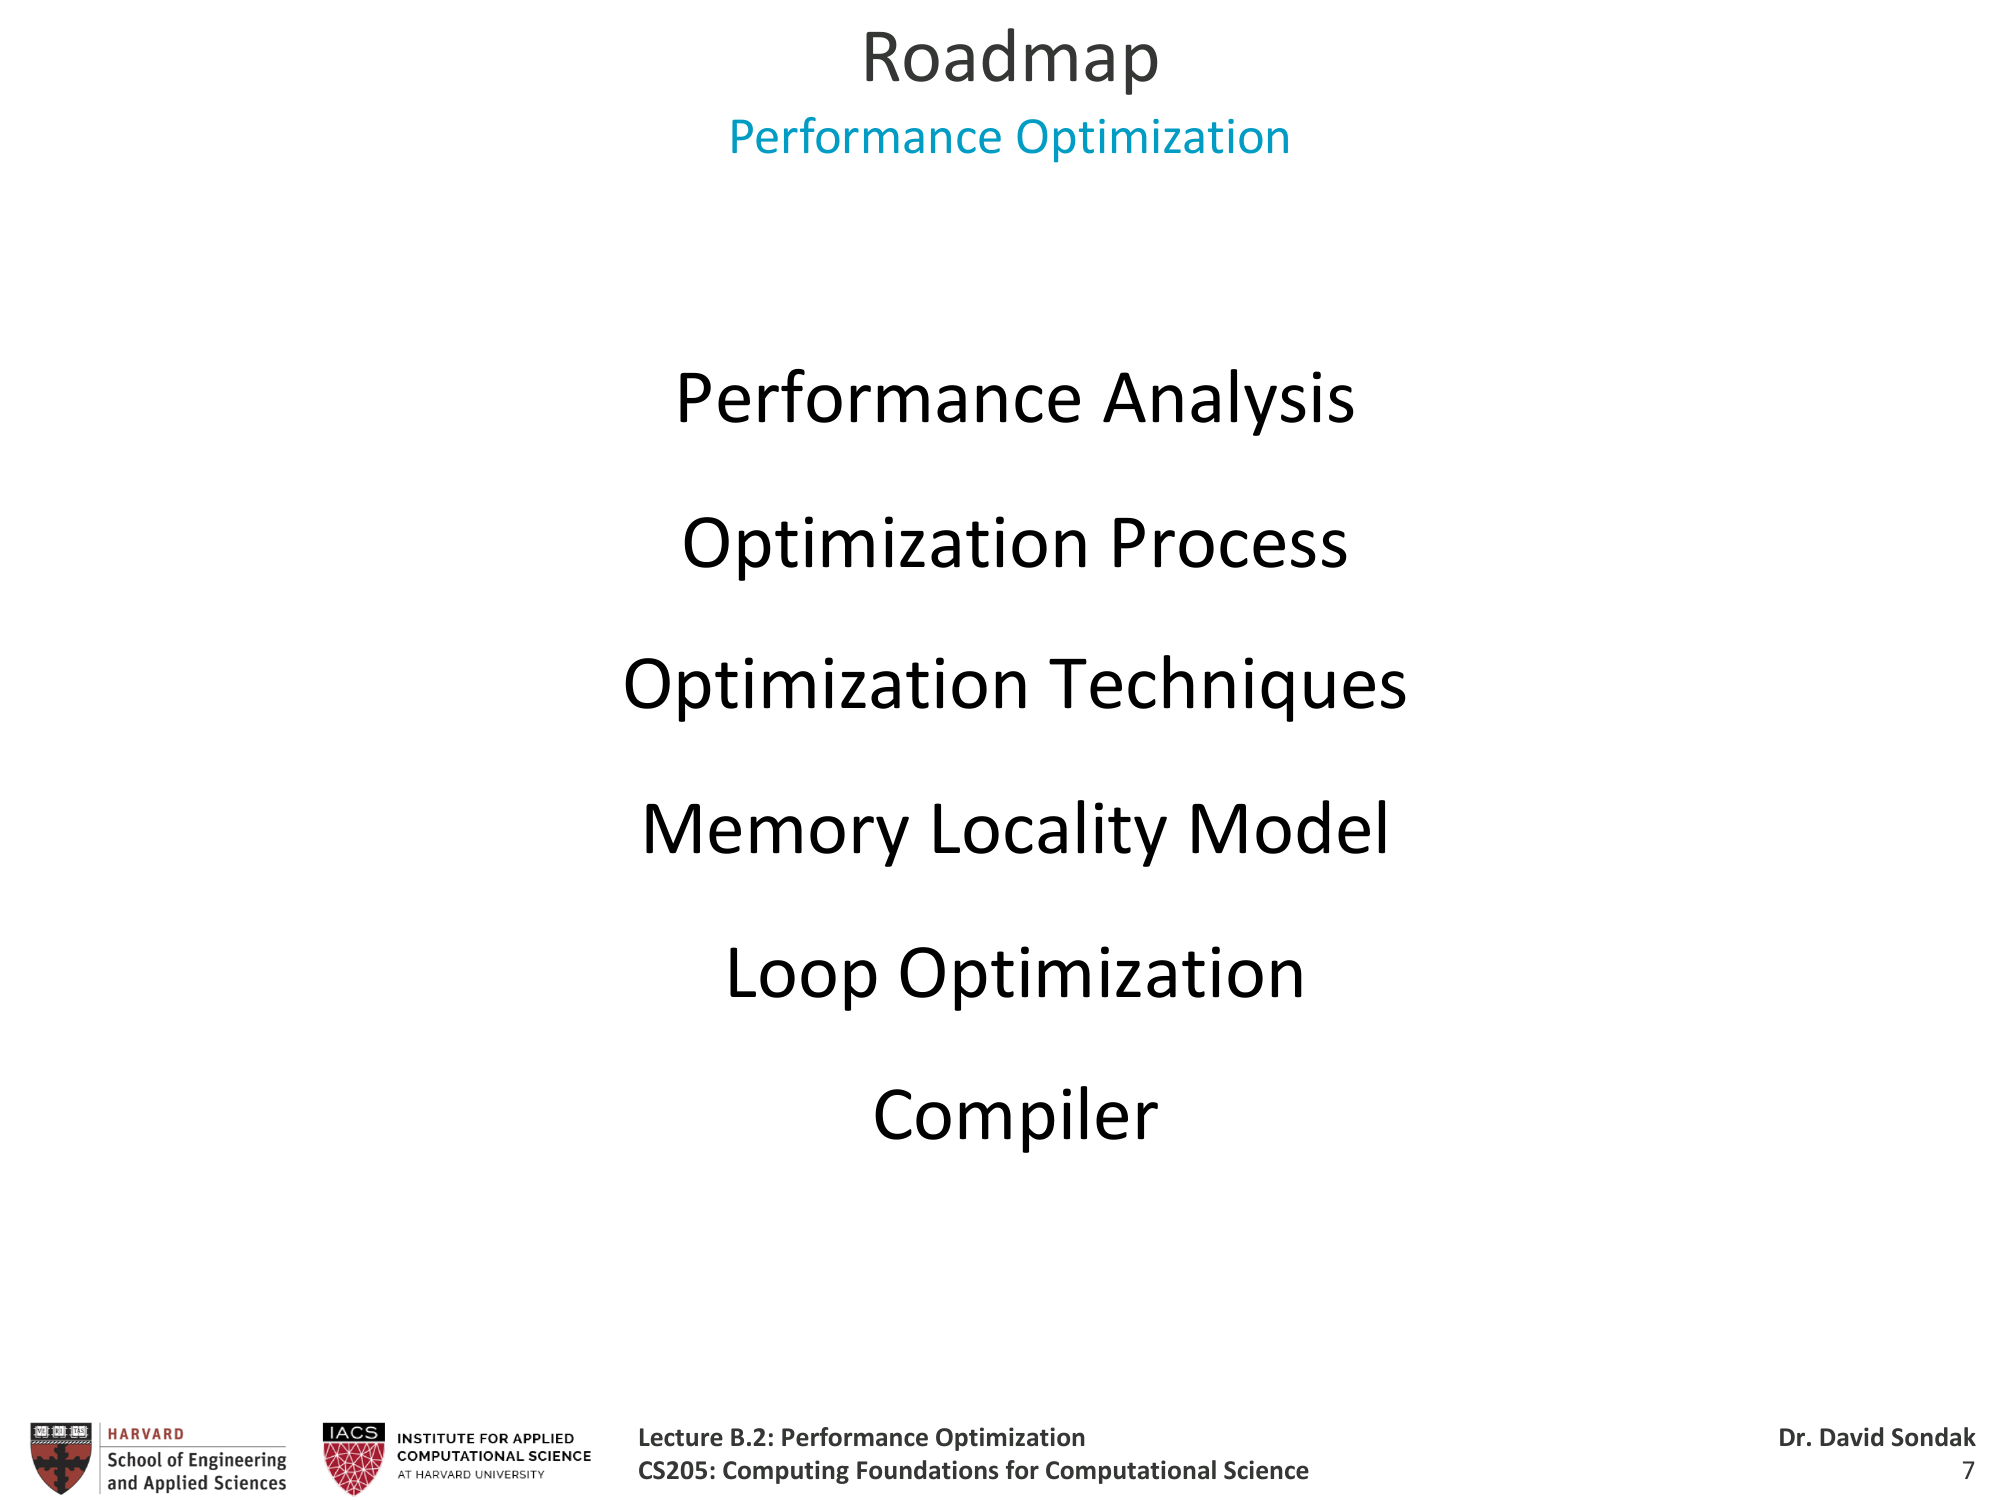 Roadmap
Performance Optimization
Performance Analysis
Optimization Process
Optimization Techniques
Memory Locality Model
Loop Optimization
Compiler
HARVARD
School of Engineering
and Applied Sciences
IACS
INSTITUTE FOR APPLIED
COMPUTATIONAL SCIENCE
AT HARVARD UNIVERSITY
Lecture B.2: Performance Optimization
CS205: Computing Foundations for Computational Science
Dr. David Sondak
7